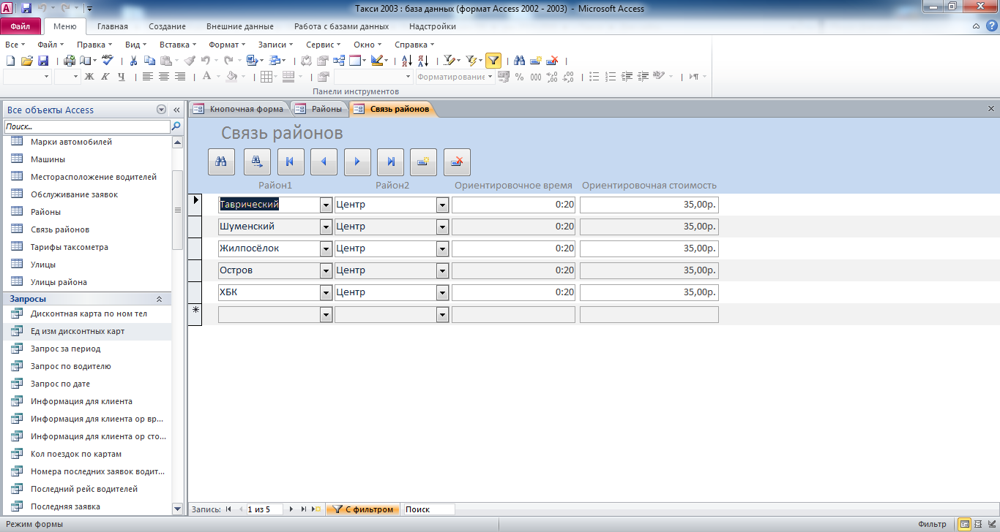 Такси 2003 : база данных (формат Access 2002 - 2003) - Microsoft Access
Файл Меню Главная Создание Внешние данные Работа с базами данных Надстройки
Все Файл Правка Вид Вставка Формат Записи Сервис Окно Справка
Ж К Ч Форматирование % 000
Панели инструментов
Все объекты Access
Поиск...
Марки автомобилей
Машины
Месторасположение водителей
Обслуживание заявок
Районы
Связь районов
Тарифы таксометра
Улицы
Улицы района
Запросы
Дисконтная карта по ном тел
Ед изм дисконтных карт
Запрос за период
Запрос по водителю
Запрос по дате
Информация для клиента
Информация для клиента ор вр...
Информация для клиента ор сто...
Кол поездок по картам
Номера последних заявок водит...
Последний рейс водителей
Последняя заявка
Кнопочная форма Районы Связь районов
Связь районов
Район1 Район2 Ориентировочное время Ориентировочная стоимость
Таврический Центр 0:20 35,00р.
Шуменский Центр 0:20 35,00р.
Жилпосёлок Центр 0:20 35,00р.
Остров Центр 0:20 35,00р.
ХБК Центр 0:20 35,00р.
Запись: 1 из 5 С фильтром Поиск
Режим формы Фильтр